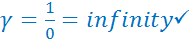 γ = 1/0 = infinity✓